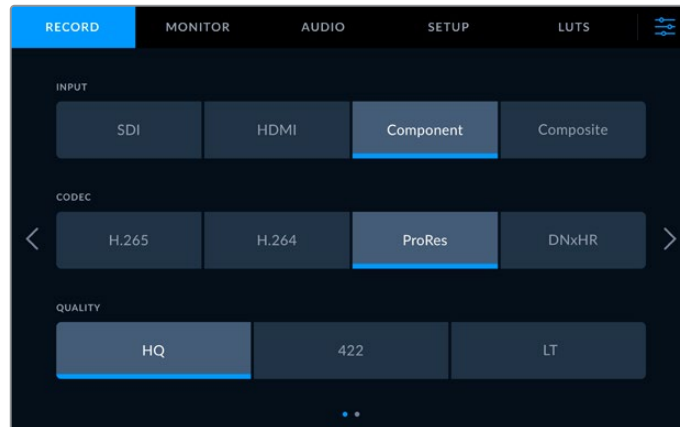 RECORD MONITOR AUDIO SETUP LUTS
INPUT
SDI HDMI Component Composite
CODEC
H.265 H.264 ProRes DNxHR
QUALITY
HQ 422 LT